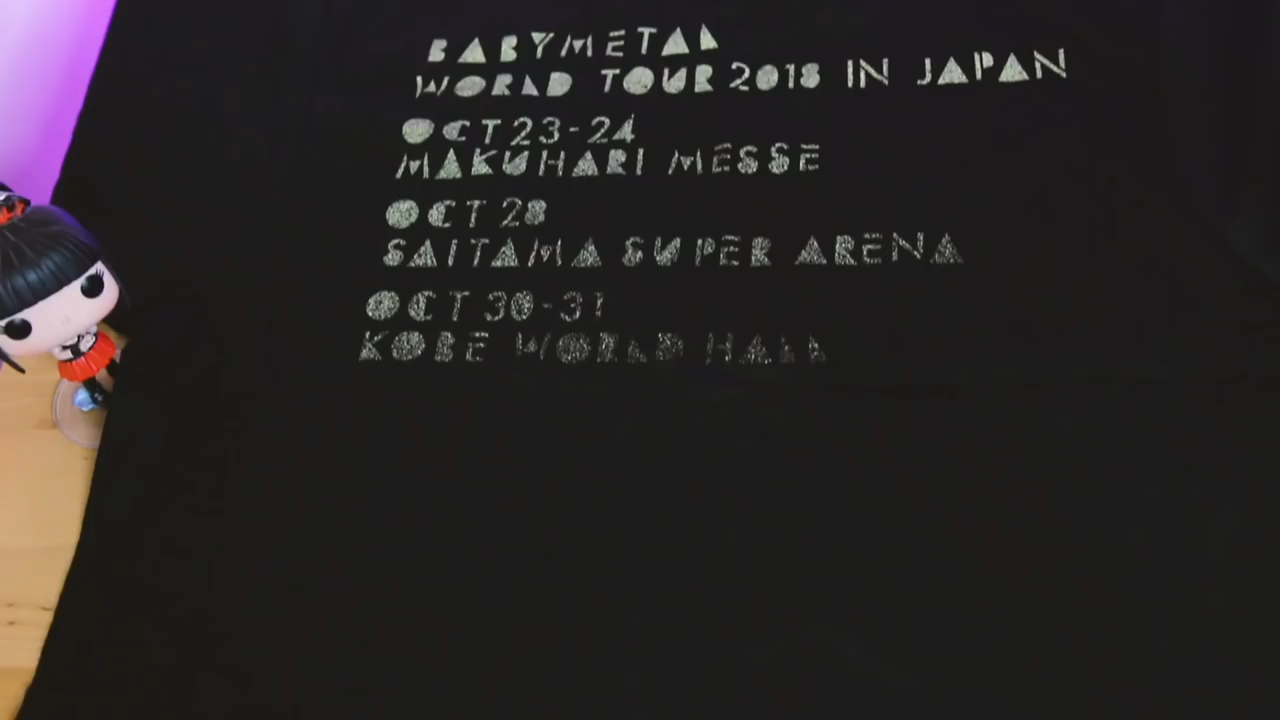 BABYMETAL
WORLD TOUR 2018 IN JAPAN
OCT 23-24
MAKUHARI MESSE
OCT 28
SAITAMA SUPER ARENA
OCT 30-31
KOBE WORLD HALL